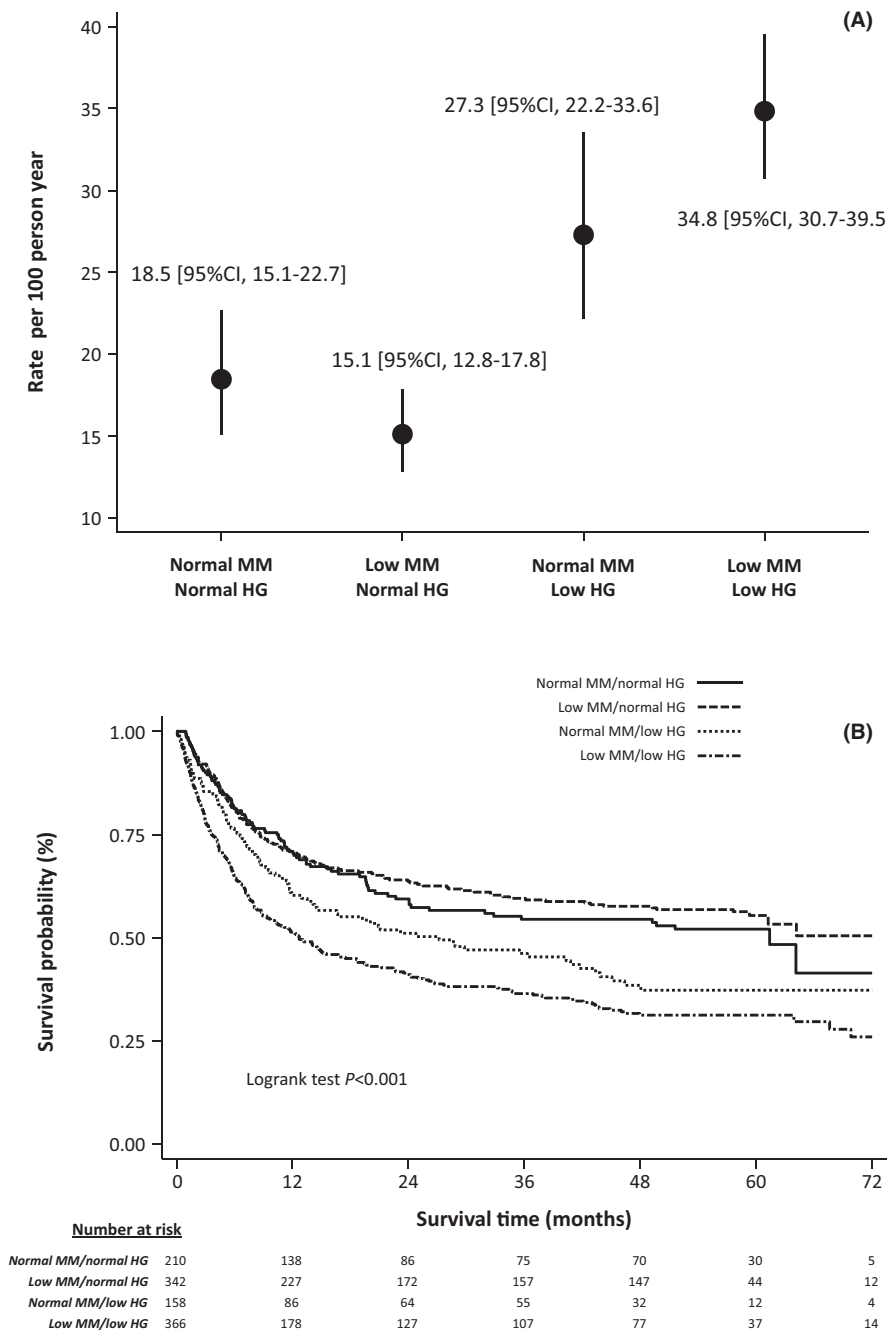 (A)
40
35
30
25
20
15
10
Rate per 100 person year
18.5 [95%CI, 15.1-22.7]
15.1 [95%CI, 12.8-17.8]
27.3 [95%CI, 22.2-33.6]
34.8 [95%CI, 30.7-39.5
Normal MM
Normal HG
Low MM
Normal HG
Normal MM
Low HG
Low MM
Low HG
(B)
Normal MM/normal HG
Low MM/normal HG
Normal MM/low HG
Low MM/low HG
1.00
0.75
0.50
0.25
0.00
Survival probability (%)
Logrank test P<0.001
0 12 24 36 48 60 72
Survival time (months)
Number at risk
Normal MM/normal HG 210 138 86 75 70 30 5
Low MM/normal HG 342 227 172 157 147 44 12
Normal MM/low HG 158 86 64 55 32 12 4
Low MM/low HG 366 178 127 107 77 37 14